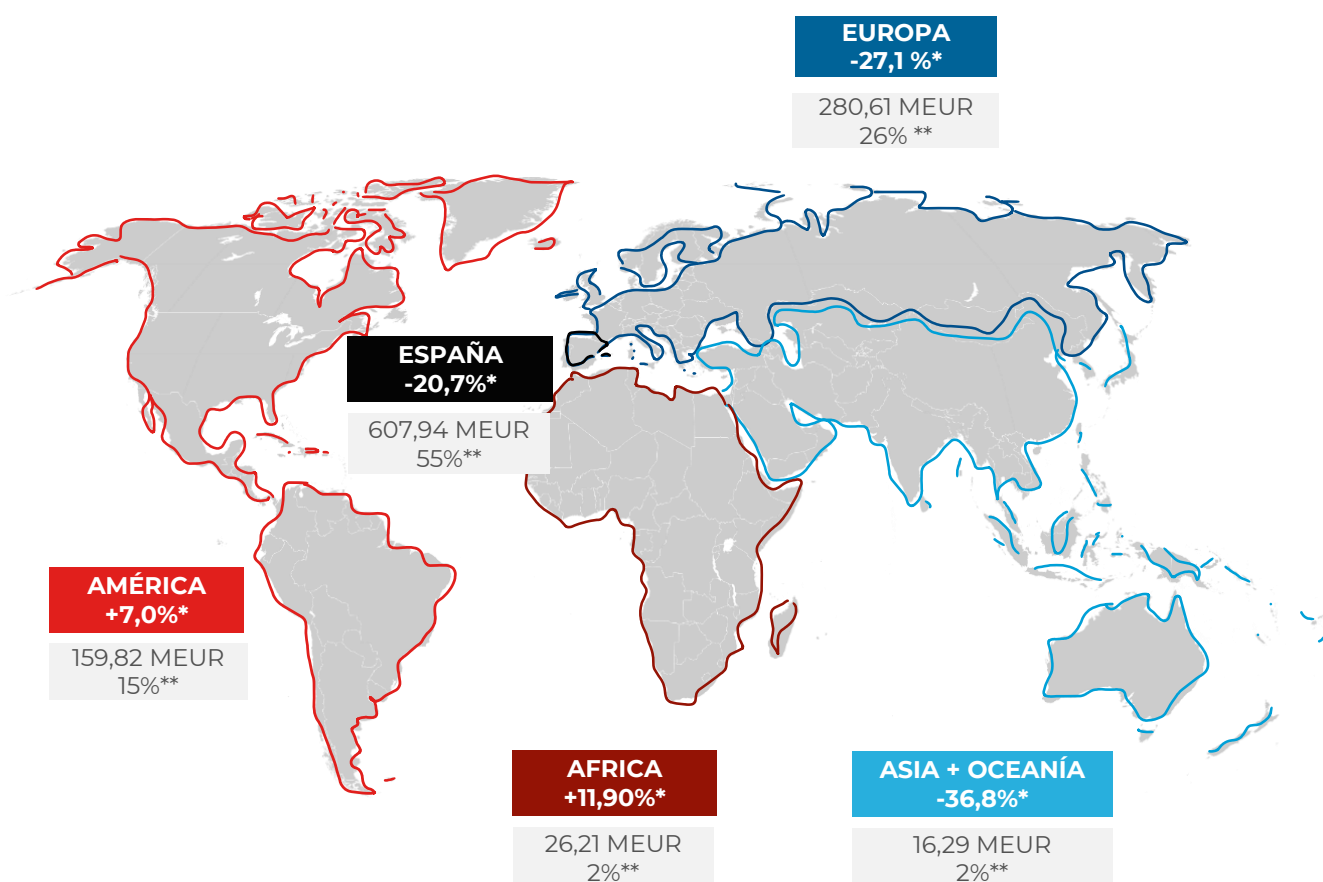 EUROPA
-27,1 %*
280,61 MEUR
26% **
ESPAÑA
-20,7%*
607,94 MEUR
55%**
AMÉRICA
+7,0%*
159,82 MEUR
15%**
AFRICA
+11,90%*
26,21 MEUR
2%**
ASIA + OCEANÍA
-36,8%*
16,29 MEUR
2%**